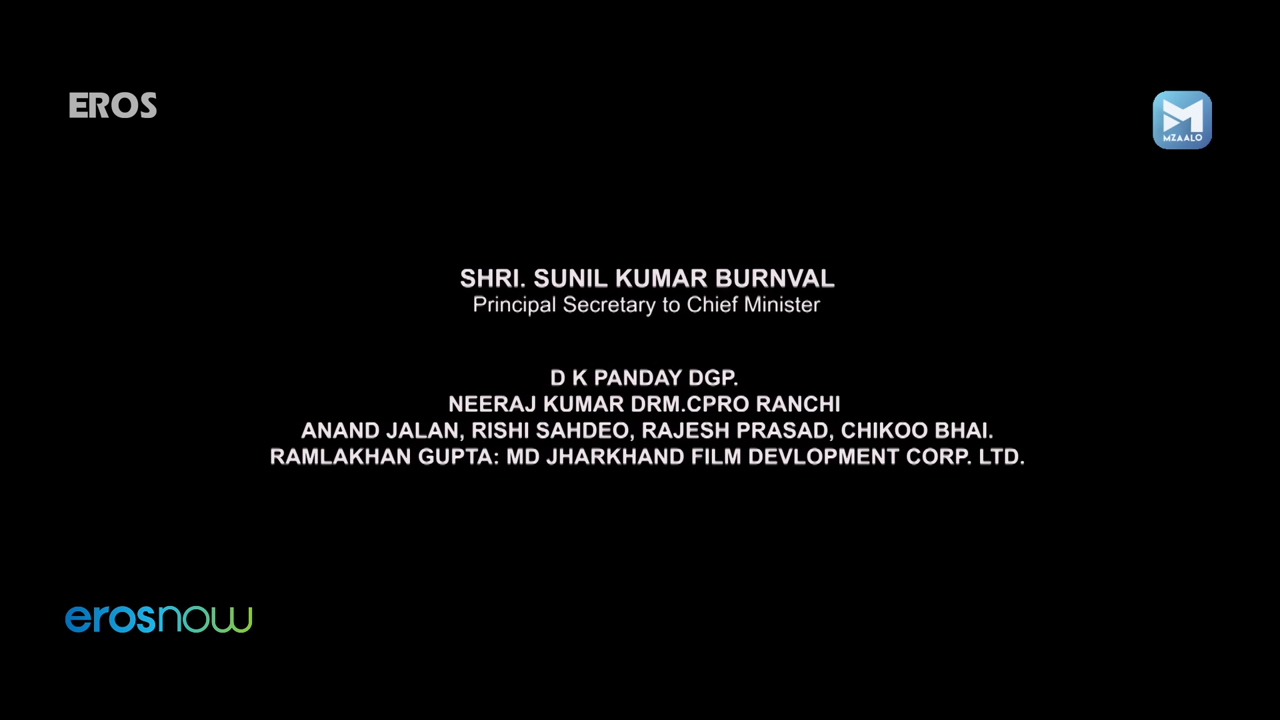 EROS
MZAALO
SHRI. SUNIL KUMAR BURNVAL
Principal Secretary to Chief Minister
D K PANDAY DGP.
NEERAJ KUMAR DRM.CPRO RANCHI
ANAND JALAN, RISHI SAHDEO, RAJESH PRASAD, CHIKOO BHAI.
RAMLAKHAN GUPTA: MD JHARKHAND FILM DEVLOPMENT CORP. LTD.
erosnow